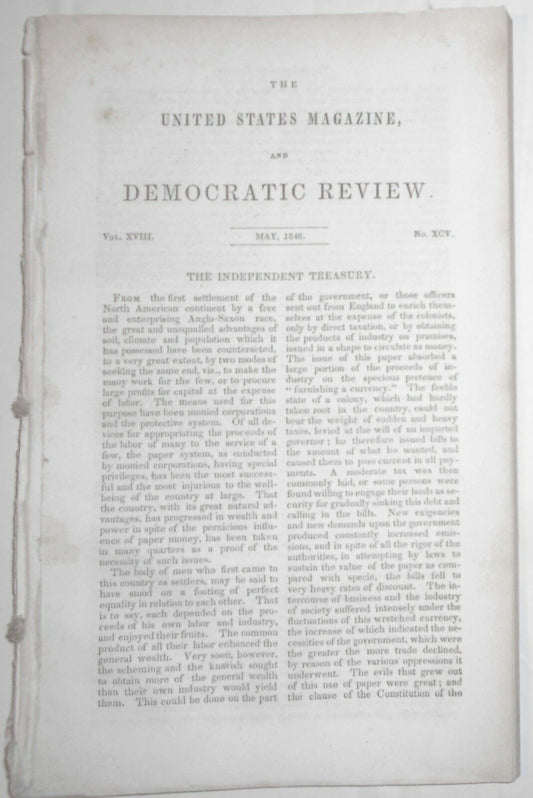 THE
UNITED STATES MAGAZINE,
AND
DEMOCRATIC REVIEW.
VOL. XVIII.
MAY, 1846.
No. XCV.
THE INDEPENDENT TREASURY.
FROM the first settlement of the
North American continent by a free
and enterprising Anglo-Saxon race,
the great and unequalled advantages of
soil, climate and population which it
has possessed have been counteracted,
to a very great extent, by two modes of
seeking the same end, viz., to make the
many work for the few, or to procure
large profits for capital at the expense
of labor. The means used for this
purpose have been monied corporations
and the protective system. Of all de-
vices for appropriating the proceeds of
the labor of many to the service of a
few, the paper system, as conducted
by monied corporations, having special
privileges, has been the most success-
ful and the most injurious to the well-
being of the country at large. That
the country, with its great natural ad-
vantages, has progressed in wealth and
power in spite of the pernicious influ-
ence of paper money, has been taken
in many quarters as a proof of the
necessity of such issues.
The body of men who first came to
this country as settlers, may be said to
have stood on a footing of perfect
equality in relation to each other. That
is to say, each depended on the pro-
ceeds of his own labor and industry,
and enjoyed their fruits. The common
product of all their labor enhanced the
general wealth. Very soon, however,
the scheming and the knavish sought
to obtain more of the general wealth
than their own industry would yield
them. This could be done on the part
of the government, or those officers
sent out from England to enrich them-
selves at the expense of the colonists,
only by direct taxation, or by obtaining
the products of industry on promises,
issued in a shape to circulate as money.
The issue of this paper absorbed a
large portion of the proceeds of in-
dustry on the specious pretence of
"furnishing a currency." The feeble
state of a colony, which had hardly
taken root in the country, could not
bear the weight of sudden and heavy
taxes, levied at the will of an imported
governor; he therefore issued bills to
the amount of what he wanted, and
caused them to pass current in all pay-
ments. A moderate tax was then
commonly laid, or some persons were
found willing to engage their lands as se-
curity for gradually sinking this debt and
calling in the bills. New exigencies
and new demands upon the government
produced constantly increased emis-
sions, and in spite of all the rigor of the
authorities, in attempting by laws to
sustain the value of the paper as com-
pared with specie, the bills fell to
very heavy rates of discount. The in-
tercourse of business and the industry
of society suffered intensely under the
fluctuations of this wretched currency,
the increase of which indicated the ne-
cessities of the government, which were
the greater the more trade declined,
by reason of the various oppressions it
underwent. The evils that grew out
of this use of paper were great; and
the clause of the Constitution of the